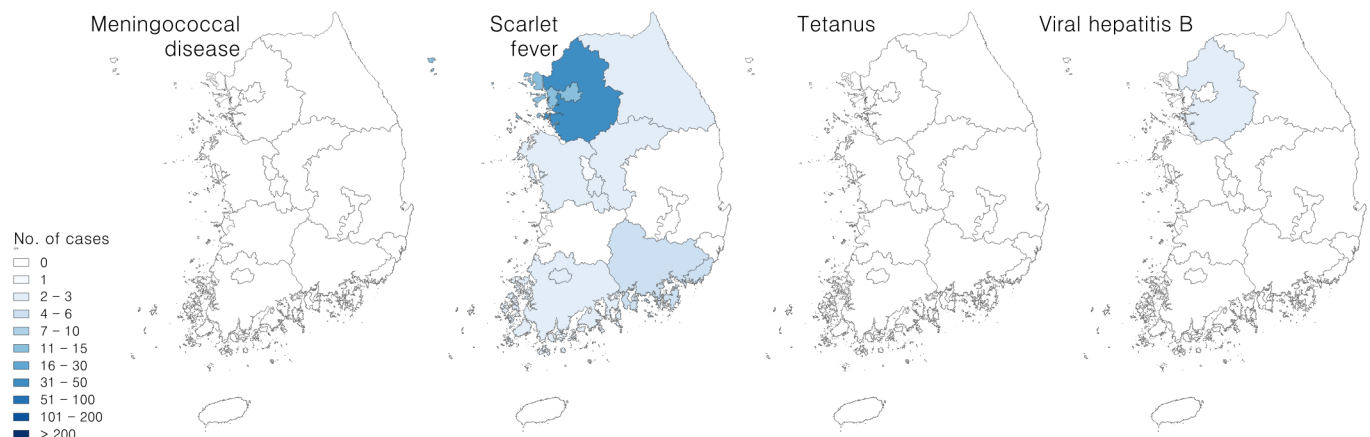 Meningococcal
disease
Scarlet
fever
Tetanus
Viral hepatitis B
No. of cases
0
1
2 – 3
4 – 6
7 – 10
11 – 15
16 – 30
31 – 50
51 – 100
101 – 200
> 200